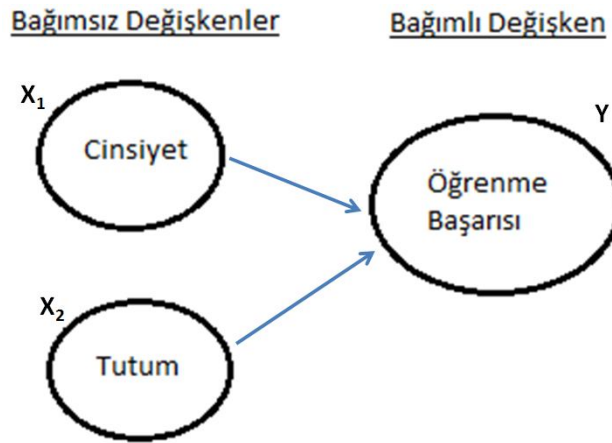 Bağımsız Değişkenler
Bağımlı Değişken
X₁
Cinsiyet
Y
Öğrenme
Başarısı
X₂
Tutum